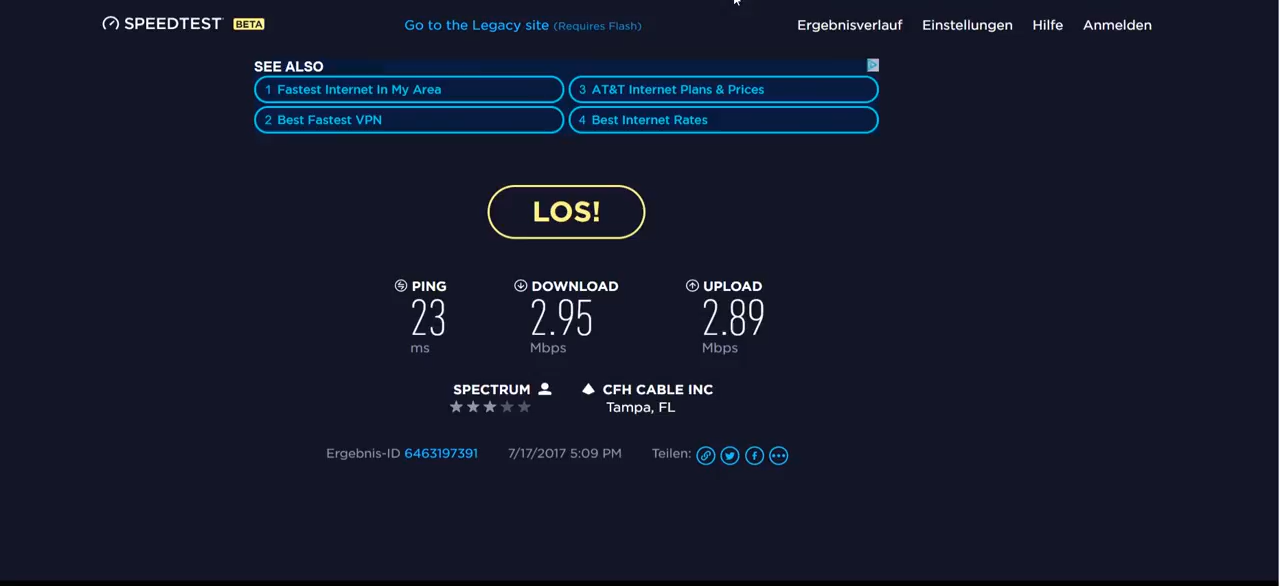 SPEEDTEST BETA
Go to the Legacy site (Requires Flash)
Ergebnisverlauf Einstellungen Hilfe Anmelden
SEE ALSO
1 Fastest Internet In My Area
3 AT&T Internet Plans & Prices
2 Best Fastest VPN
4 Best Internet Rates
LOS!
PING DOWNLOAD UPLOAD
23 2.95 2.89
ms Mbps Mbps
SPECTRUM CFH CABLE INC
Tampa, FL
Ergebnis-ID 6463197391 7/17/2017 5:09 PM Teilen: